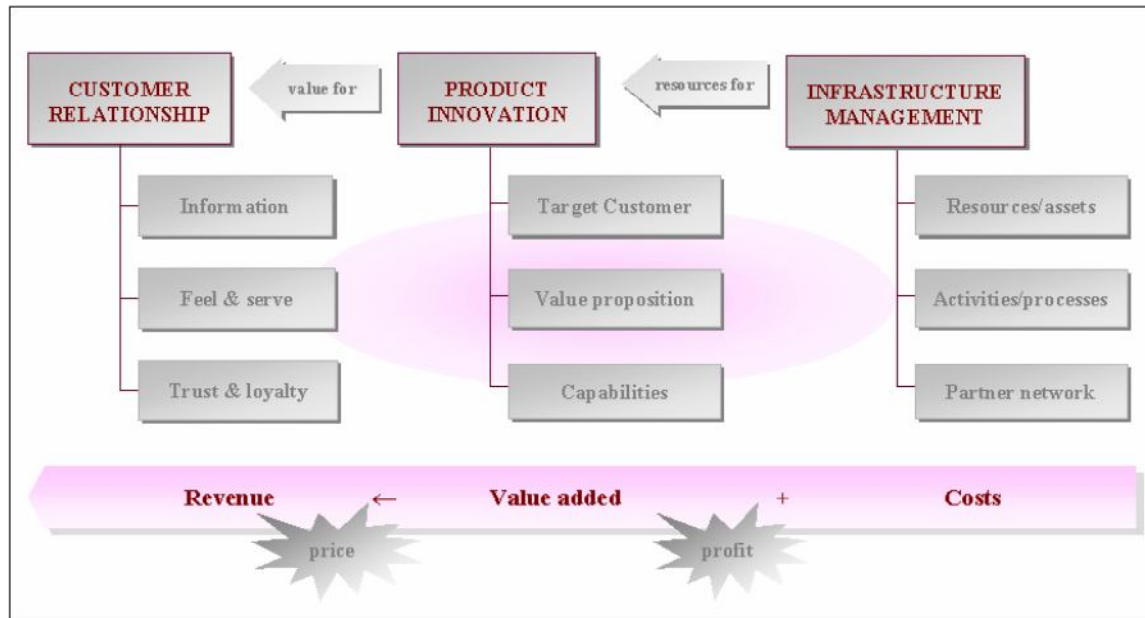 CUSTOMER
RELATIONSHIP
value for
PRODUCT
INNOVATION
resources for
INFRASTRUCTURE
MANAGEMENT
Information
Target Customer
Resources/assets
Feel & serve
Value proposition
Activities/processes
Trust & loyalty
Capabilities
Partner network
Revenue ← Value added + Costs
price
profit